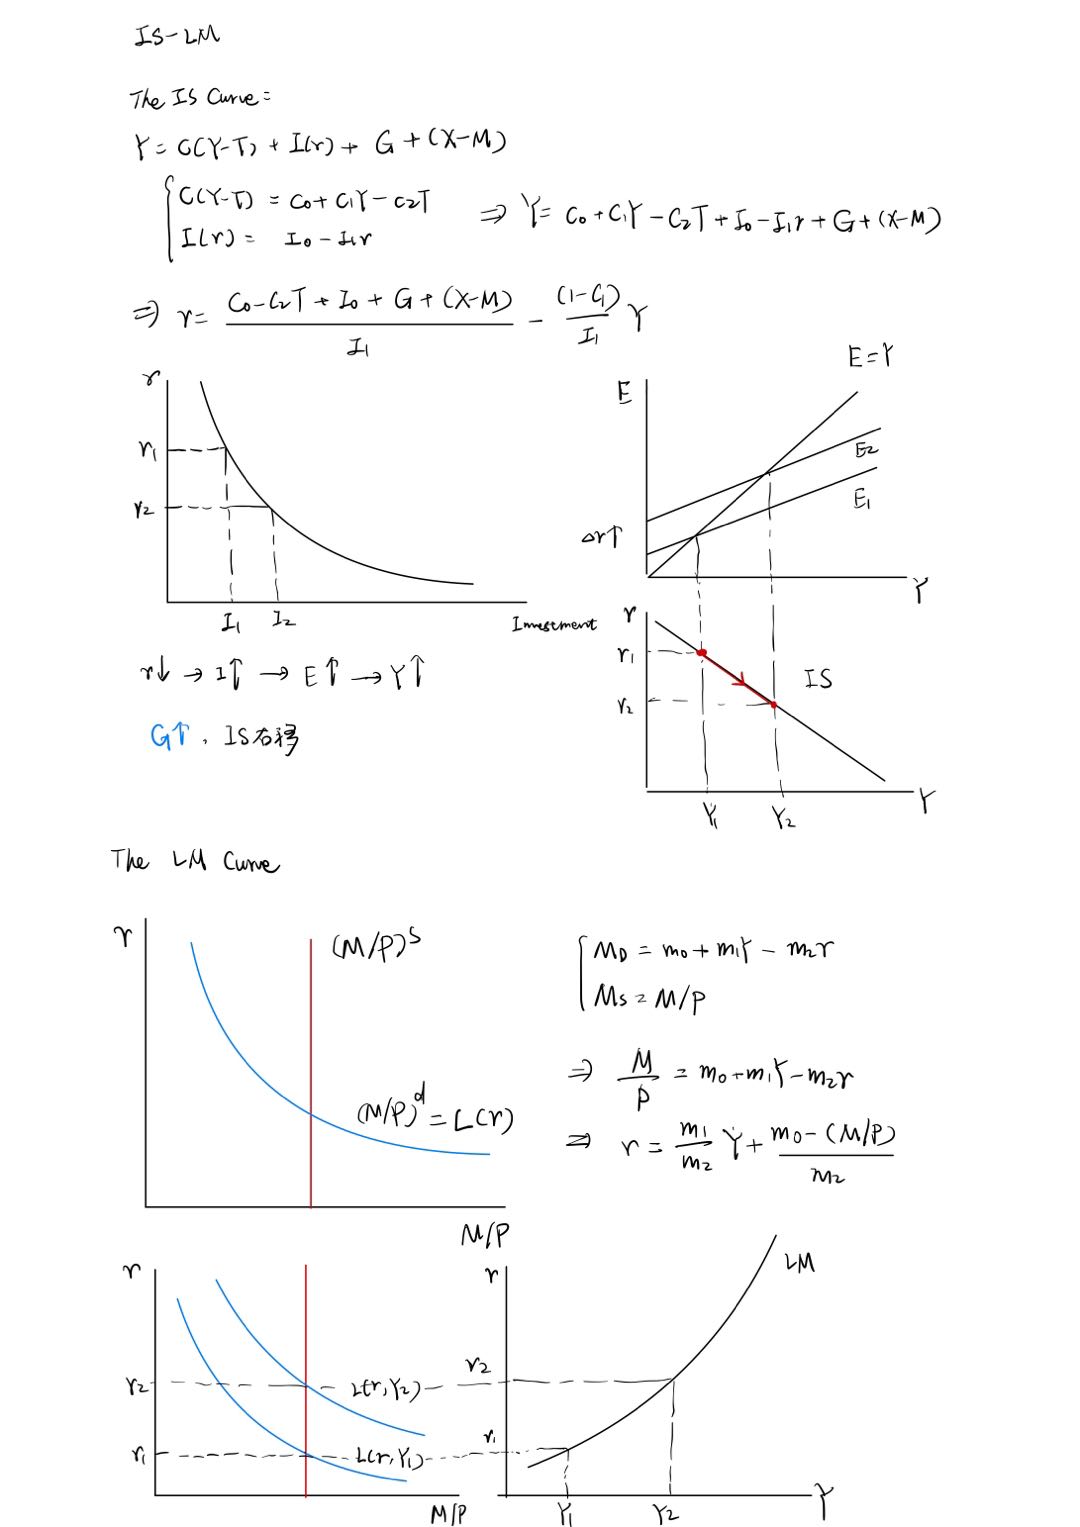 IS-LM
The IS Curve:
Y = C(Y-T) + I(r) + G + (X-M)
C(Y-T) = C0 + C1Y - C2T
I(r) = I0 - I1r
⇒ Y = C0 + C1Y - C2T + I0 - I1r + G + (X-M)
⇒ r = (C0 - C2T + I0 + G + (X-M)) / I1 - (1-C1) / I1 Y
r
r1
r2
I1 I2
Investment
E
E=Y
E2
E1
Δr↑
Y
r
r1
r2
IS
Y1 Y2
Y
r↓ → I↑ → E↑ → Y↑
G↑, IS右移
The LM Curve
r
(M/P)^s
(M/P)^d = L(r)
M/P
MD = m0 + m1Y - m2r
Ms = M/P
⇒ M/P = m0 + m1Y - m2r
⇒ r = m1/m2 Y + (m0 - (M/P)) / m2
r
r2
L(r,Y2)
r1
L(r,Y1)
M/P
r
LM
r2
r1
Y1 Y2
Y